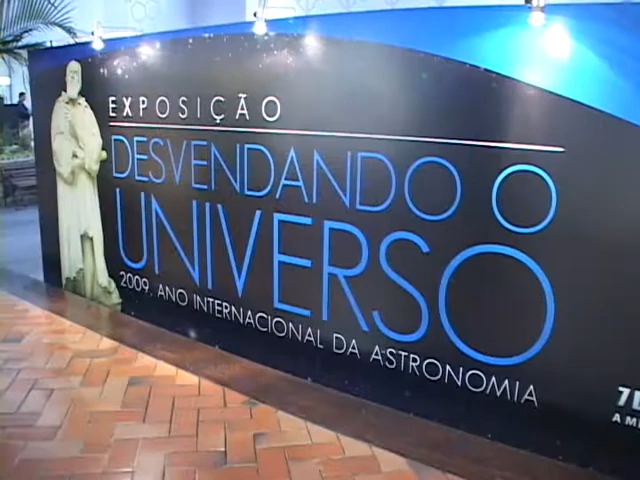 EXPOSIÇÃO
DESVENDANDO O
UNIVERSO
2009. ANO INTERNACIONAL DA ASTRONOMIA